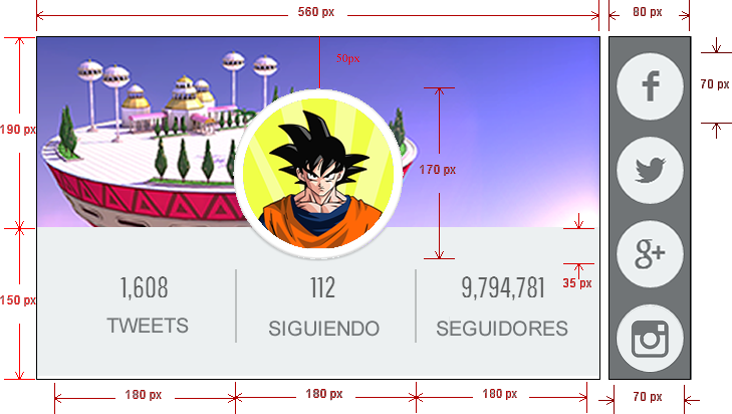 560 px
80 px
50px
70 px
190 px
170 px
35 px
150 px
1,608
112
9,794,781
TWEETS
SIGUIENDO
SEGUIDORES
180 px
180 px
180 px
70 px
f
g+